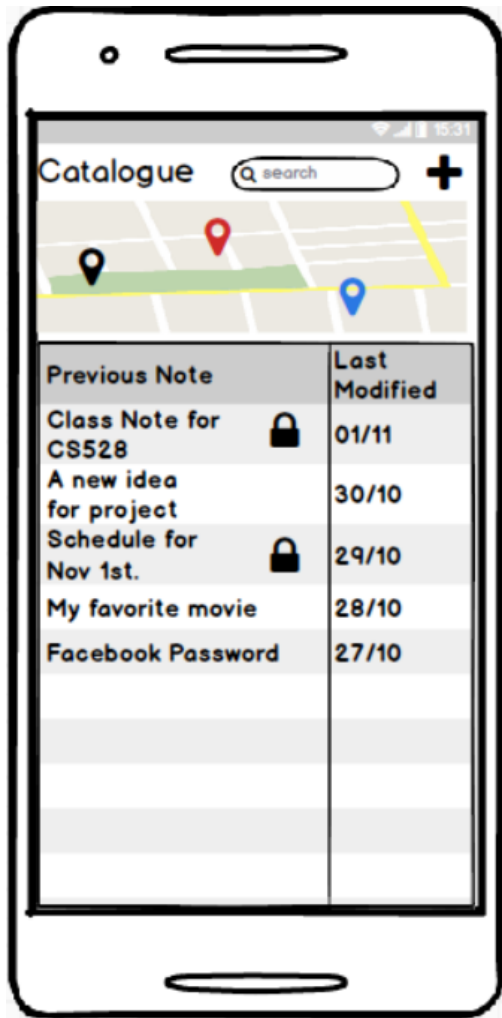 15:31
Catalogue
search
Previous Note
Last
Modified
Class Note for
CS528
01/11
A new idea
for project
30/10
Schedule for
Nov 1st.
29/10
My favorite movie
28/10
Facebook Password
27/10